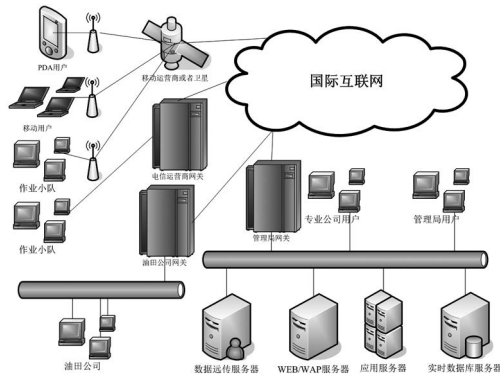 PDA用户
移动运营商或者卫星
国际互联网
移动用户
电信运营商网关
作业小队
专业公司用户
管理局用户
作业小队
管理局网关
油田公司网关
油田公司
数据远传服务器
WEB/WAP服务器
应用服务器
实时数据库服务器